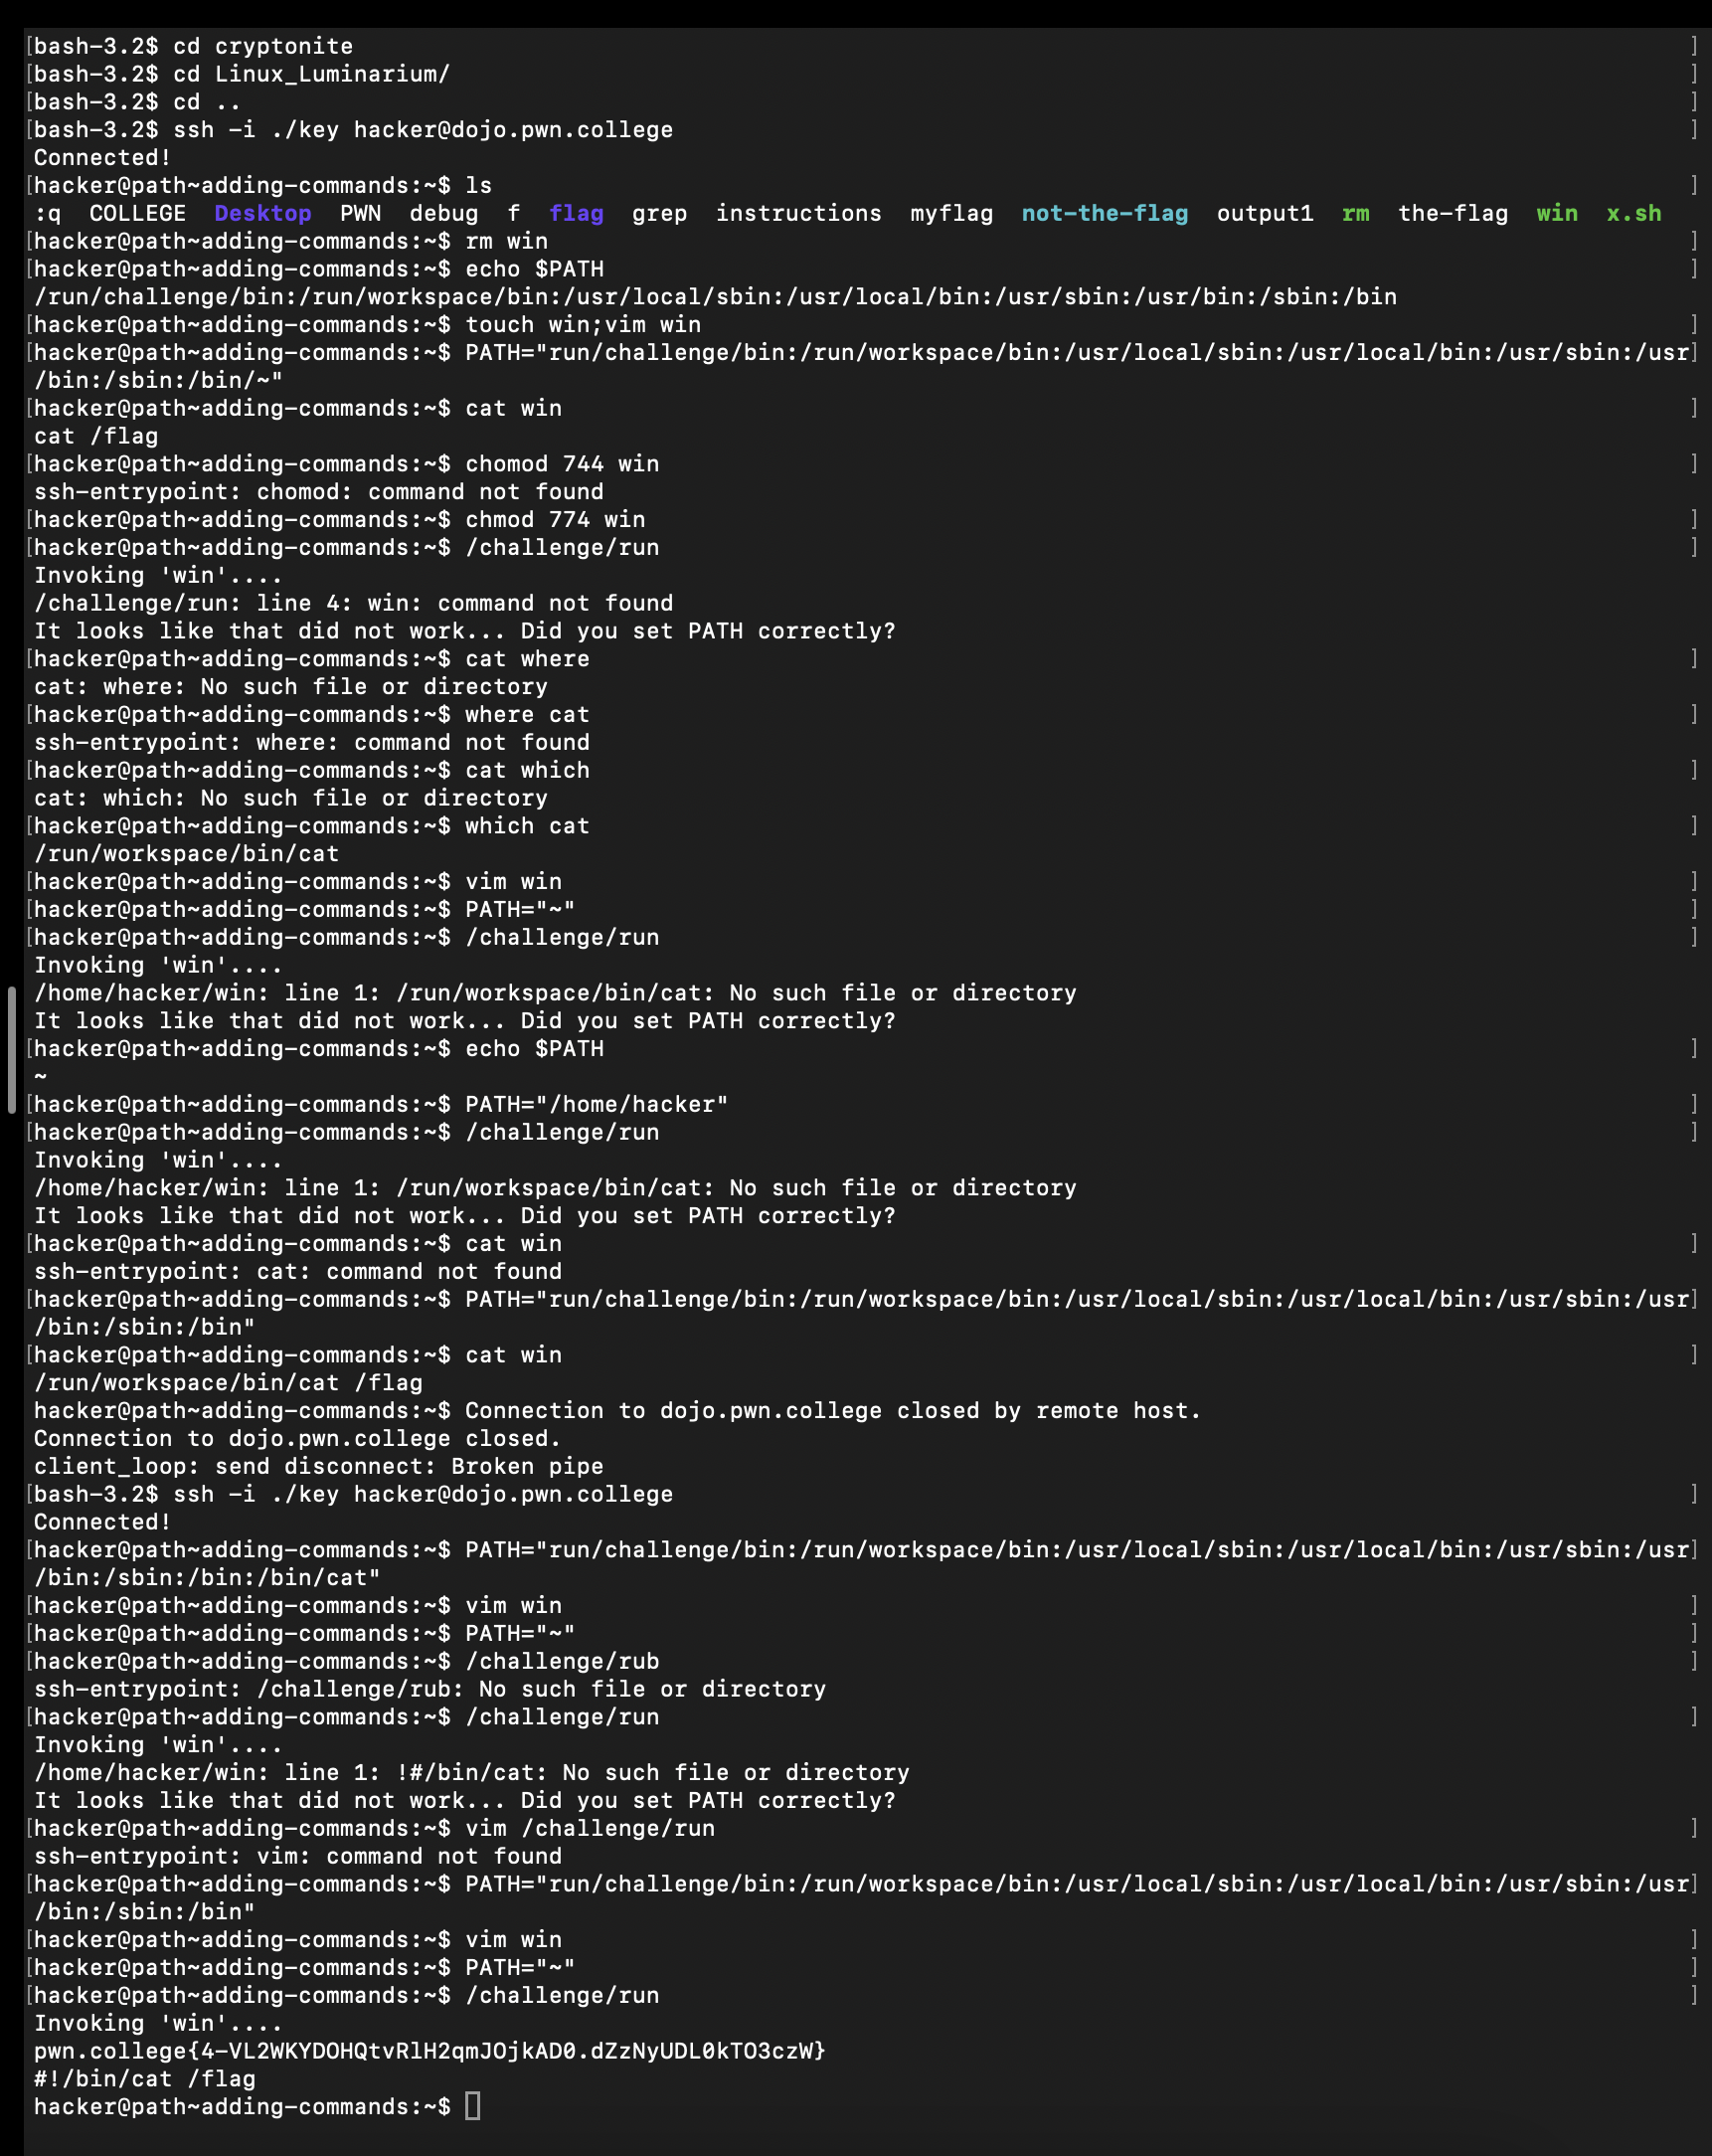 [bash-3.2$ cd cryptonite ]
[bash-3.2$ cd Linux_Luminarium/ ]
[bash-3.2$ cd .. ]
[bash-3.2$ ssh -i ./key hacker@dojo.pwn.college ]
Connected!
[hacker@path~adding-commands:~$ ls ]
:q  COLLEGE  Desktop  PWN  debug  f  flag  grep  instructions  myflag  not-the-flag  output1  rm  the-flag  win  x.sh
[hacker@path~adding-commands:~$ rm win ]
[hacker@path~adding-commands:~$ echo $PATH ]
/run/challenge/bin:/run/workspace/bin:/usr/local/sbin:/usr/local/bin:/usr/sbin:/usr/bin:/sbin:/bin
[hacker@path~adding-commands:~$ touch win;vim win ]
[hacker@path~adding-commands:~$ PATH="run/challenge/bin:/run/workspace/bin:/usr/local/sbin:/usr/local/bin:/usr/sbin:/usr]
/bin:/sbin:/bin/~"
[hacker@path~adding-commands:~$ cat win ]
cat /flag
[hacker@path~adding-commands:~$ chomod 744 win ]
ssh-entrypoint: chomod: command not found
[hacker@path~adding-commands:~$ chmod 774 win ]
[hacker@path~adding-commands:~$ /challenge/run ]
Invoking 'win'....
/challenge/run: line 4: win: command not found
It looks like that did not work... Did you set PATH correctly?
[hacker@path~adding-commands:~$ cat where ]
cat: where: No such file or directory
[hacker@path~adding-commands:~$ where cat ]
ssh-entrypoint: where: command not found
[hacker@path~adding-commands:~$ cat which ]
cat: which: No such file or directory
[hacker@path~adding-commands:~$ which cat ]
/run/workspace/bin/cat
[hacker@path~adding-commands:~$ vim win ]
[hacker@path~adding-commands:~$ PATH="~" ]
[hacker@path~adding-commands:~$ /challenge/run ]
Invoking 'win'....
/home/hacker/win: line 1: /run/workspace/bin/cat: No such file or directory
It looks like that did not work... Did you set PATH correctly?
[hacker@path~adding-commands:~$ echo $PATH ]
~
[hacker@path~adding-commands:~$ PATH="/home/hacker" ]
[hacker@path~adding-commands:~$ /challenge/run ]
Invoking 'win'....
/home/hacker/win: line 1: /run/workspace/bin/cat: No such file or directory
It looks like that did not work... Did you set PATH correctly?
[hacker@path~adding-commands:~$ cat win ]
ssh-entrypoint: cat: command not found
[hacker@path~adding-commands:~$ PATH="run/challenge/bin:/run/workspace/bin:/usr/local/sbin:/usr/local/bin:/usr/sbin:/usr]
/bin:/sbin:/bin"
[hacker@path~adding-commands:~$ cat win ]
/run/workspace/bin/cat /flag
hacker@path~adding-commands:~$ Connection to dojo.pwn.college closed by remote host.
Connection to dojo.pwn.college closed.
client_loop: send disconnect: Broken pipe
[bash-3.2$ ssh -i ./key hacker@dojo.pwn.college ]
Connected!
[hacker@path~adding-commands:~$ PATH="run/challenge/bin:/run/workspace/bin:/usr/local/sbin:/usr/local/bin:/usr/sbin:/usr]
/bin:/sbin:/bin:/bin/cat"
[hacker@path~adding-commands:~$ vim win ]
[hacker@path~adding-commands:~$ PATH="~" ]
[hacker@path~adding-commands:~$ /challenge/rub ]
ssh-entrypoint: /challenge/rub: No such file or directory
[hacker@path~adding-commands:~$ /challenge/run ]
Invoking 'win'....
/home/hacker/win: line 1: !#/bin/cat: No such file or directory
It looks like that did not work... Did you set PATH correctly?
[hacker@path~adding-commands:~$ vim /challenge/run ]
ssh-entrypoint: vim: command not found
[hacker@path~adding-commands:~$ PATH="run/challenge/bin:/run/workspace/bin:/usr/local/sbin:/usr/local/bin:/usr/sbin:/usr]
/bin:/sbin:/bin"
[hacker@path~adding-commands:~$ vim win ]
[hacker@path~adding-commands:~$ PATH="~" ]
[hacker@path~adding-commands:~$ /challenge/run ]
Invoking 'win'....
pwn.college{4-VL2WKYDOHQtvRlH2qmJOjkAD0.dZzNyUDL0kTO3czW}
#!/bin/cat /flag
hacker@path~adding-commands:~$